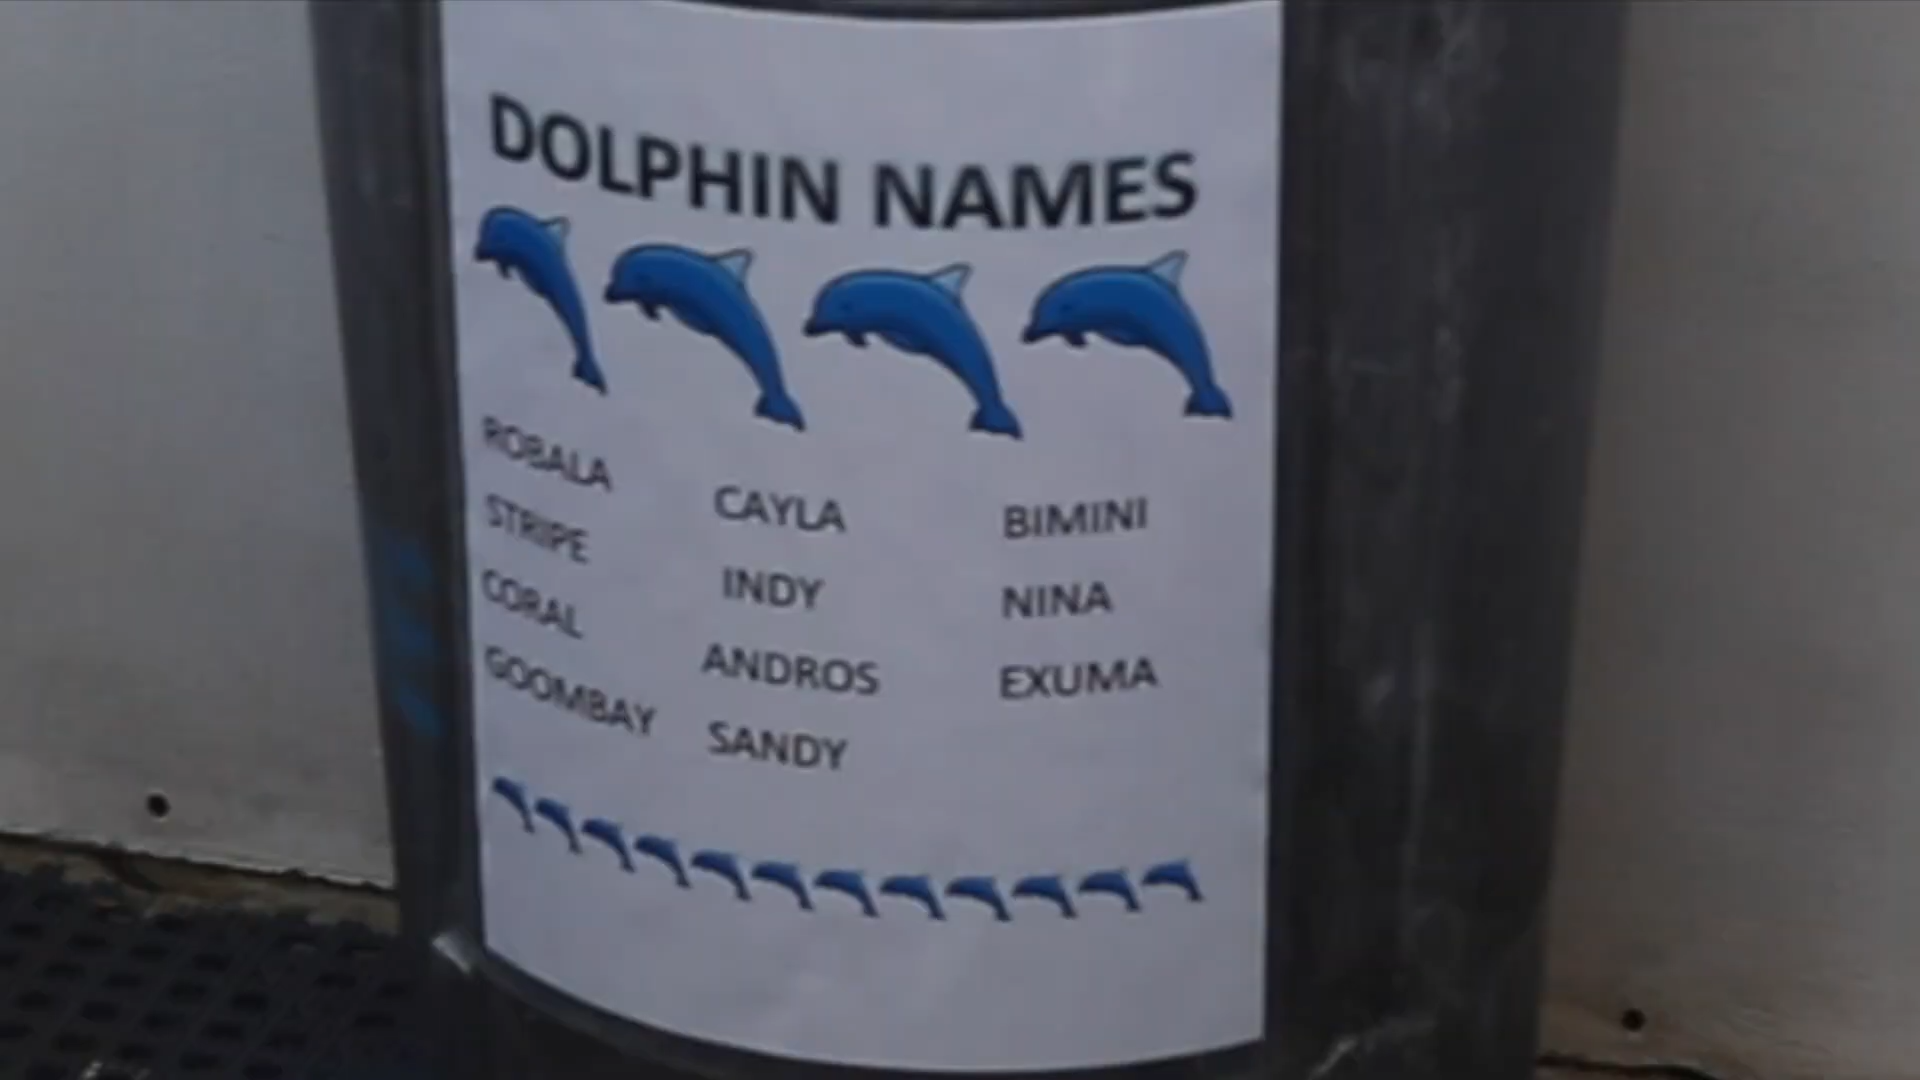 DOLPHIN NAMES
ROBALA CAYLA BIMINI
STRIPE INDY NINA
CORAL ANDROS EXUMA
GOOMBAY SANDY